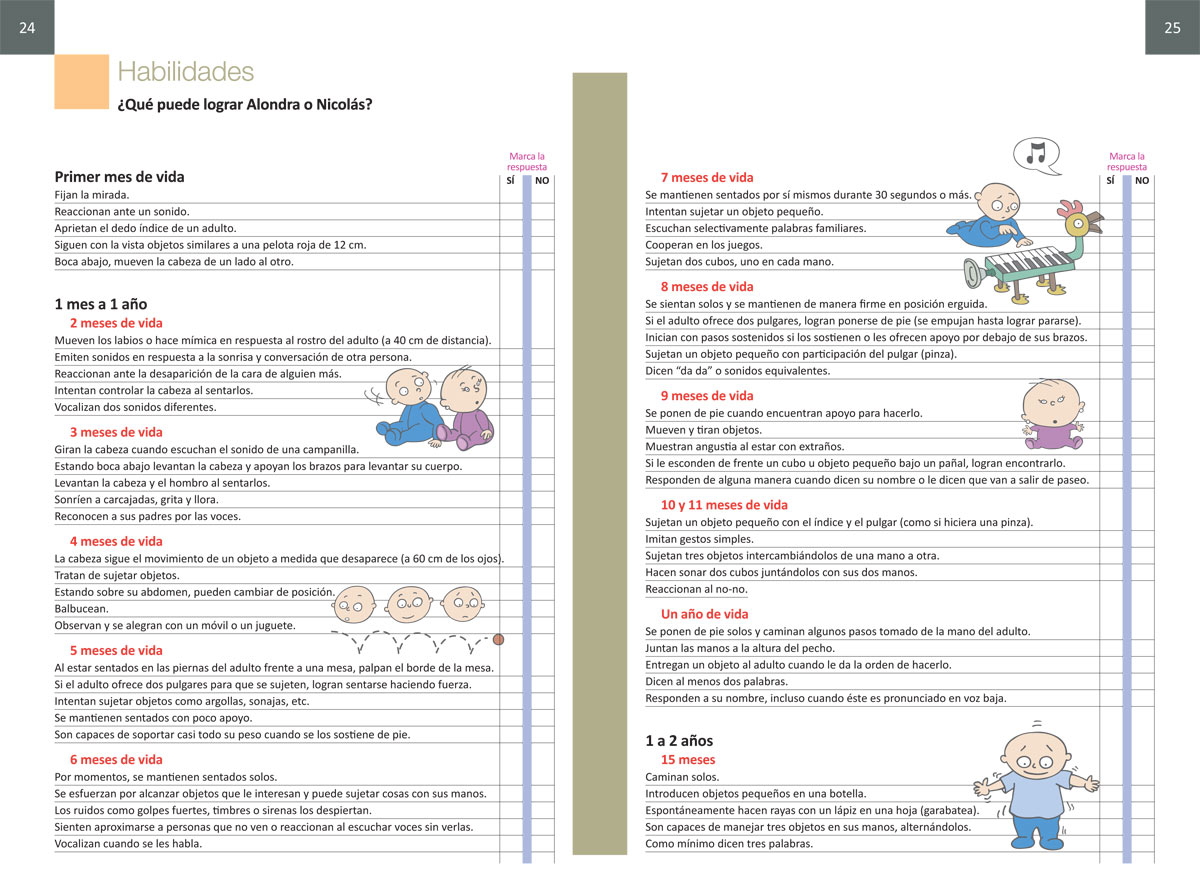 24
Habilidades
¿Qué puede lograr Alondra o Nicolás?
Marca la
respuesta
SÍ NO
Primer mes de vida
Fijan la mirada.
Reaccionan ante un sonido.
Aprietan el dedo índice de un adulto.
Siguen con la vista objetos similares a una pelota roja de 12 cm.
Boca abajo, mueven la cabeza de un lado al otro.
1 mes a 1 año
2 meses de vida
Mueven los labios o hace mímica en respuesta al rostro del adulto (a 40 cm de distancia).
Emiten sonidos en respuesta a la sonrisa y conversación de otra persona.
Reaccionan ante la desaparición de la cara de alguien más.
Intentan controlar la cabeza al sentarlos.
Vocalizan dos sonidos diferentes.
3 meses de vida
Giran la cabeza cuando escuchan el sonido de una campanilla.
Estando boca abajo levantan la cabeza y apoyan los brazos para levantar su cuerpo.
Levantan la cabeza y el hombro al sentarlos.
Sonríen a carcajadas, grita y llora.
Reconocen a sus padres por las voces.
4 meses de vida
La cabeza sigue el movimiento de un objeto a medida que desaparece (a 60 cm de los ojos).
Tratan de sujetar objetos.
Estando sobre su abdomen, pueden cambiar de posición.
Balbucean.
Observan y se alegran con un móvil o un juguete.
5 meses de vida
Al estar sentados en las piernas del adulto frente a una mesa, palpan el borde de la mesa.
Si el adulto ofrece dos pulgares para que se sujeten, logran sentarse haciendo fuerza.
Intentan sujetar objetos como argollas, sonajas, etc.
Se mantienen sentados con poco apoyo.
Son capaces de soportar casi todo su peso cuando se los sostiene de pie.
6 meses de vida
Por momentos, se mantienen sentados solos.
Se esfuerzan por alcanzar objetos que le interesan y puede sujetar cosas con sus manos.
Los ruidos como golpes fuertes, timbres o sirenas los despiertan.
Sienten aproximarse a personas que no ven o reaccionan al escuchar voces sin verlas.
Vocalizan cuando se les habla.
25
Marca la
respuesta
SÍ NO
7 meses de vida
Se mantienen sentados por sí mismos durante 30 segundos o más.
Intentan sujetar un objeto pequeño.
Escuchan selectivamente palabras familiares.
Cooperan en los juegos.
Sujetan dos cubos, uno en cada mano.
8 meses de vida
Se sientan solos y se mantienen de manera firme en posición erguida.
Si el adulto ofrece dos pulgares, logran ponerse de pie (se empujan hasta lograr pararse).
Inician con pasos sostenidos si los sostienen o les ofrecen apoyo por debajo de sus brazos.
Sujetan un objeto pequeño con participación del pulgar (pinza).
Dicen “da da” o sonidos equivalentes.
9 meses de vida
Se ponen de pie cuando encuentran apoyo para hacerlo.
Mueven y tiran objetos.
Muestran angustia al estar con extraños.
Si le esconden de frente un cubo u objeto pequeño bajo un pañal, logran encontrarlo.
Responden de alguna manera cuando dicen su nombre o le dicen que van a salir de paseo.
10 y 11 meses de vida
Sujetan un objeto pequeño con el índice y el pulgar (como si hiciera una pinza).
Imitan gestos simples.
Sujetan tres objetos intercambiándolos de una mano a otra.
Hacen sonar dos cubos juntándolos con sus dos manos.
Reaccionan al no-no.
Un año de vida
Se ponen de pie solos y caminan algunos pasos tomado de la mano del adulto.
Juntan las manos a la altura del pecho.
Entregan un objeto al adulto cuando le da la orden de hacerlo.
Dicen al menos dos palabras.
Responden a su nombre, incluso cuando éste es pronunciado en voz baja.
1 a 2 años
15 meses
Caminan solos.
Introducen objetos pequeños en una botella.
Espontáneamente hacen rayas con un lápiz en una hoja (garabatea).
Son capaces de manejar tres objetos en sus manos, alternándolos.
Como mínimo dicen tres palabras.